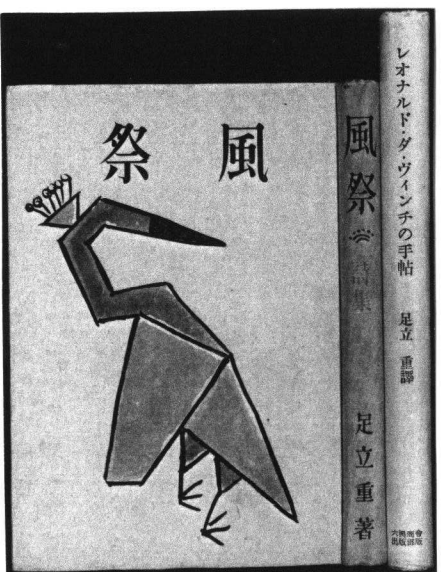 風祭
風祭
詩集
足立重著
レオナルド・ダ・ヴィンチの手帖
足立 重譯